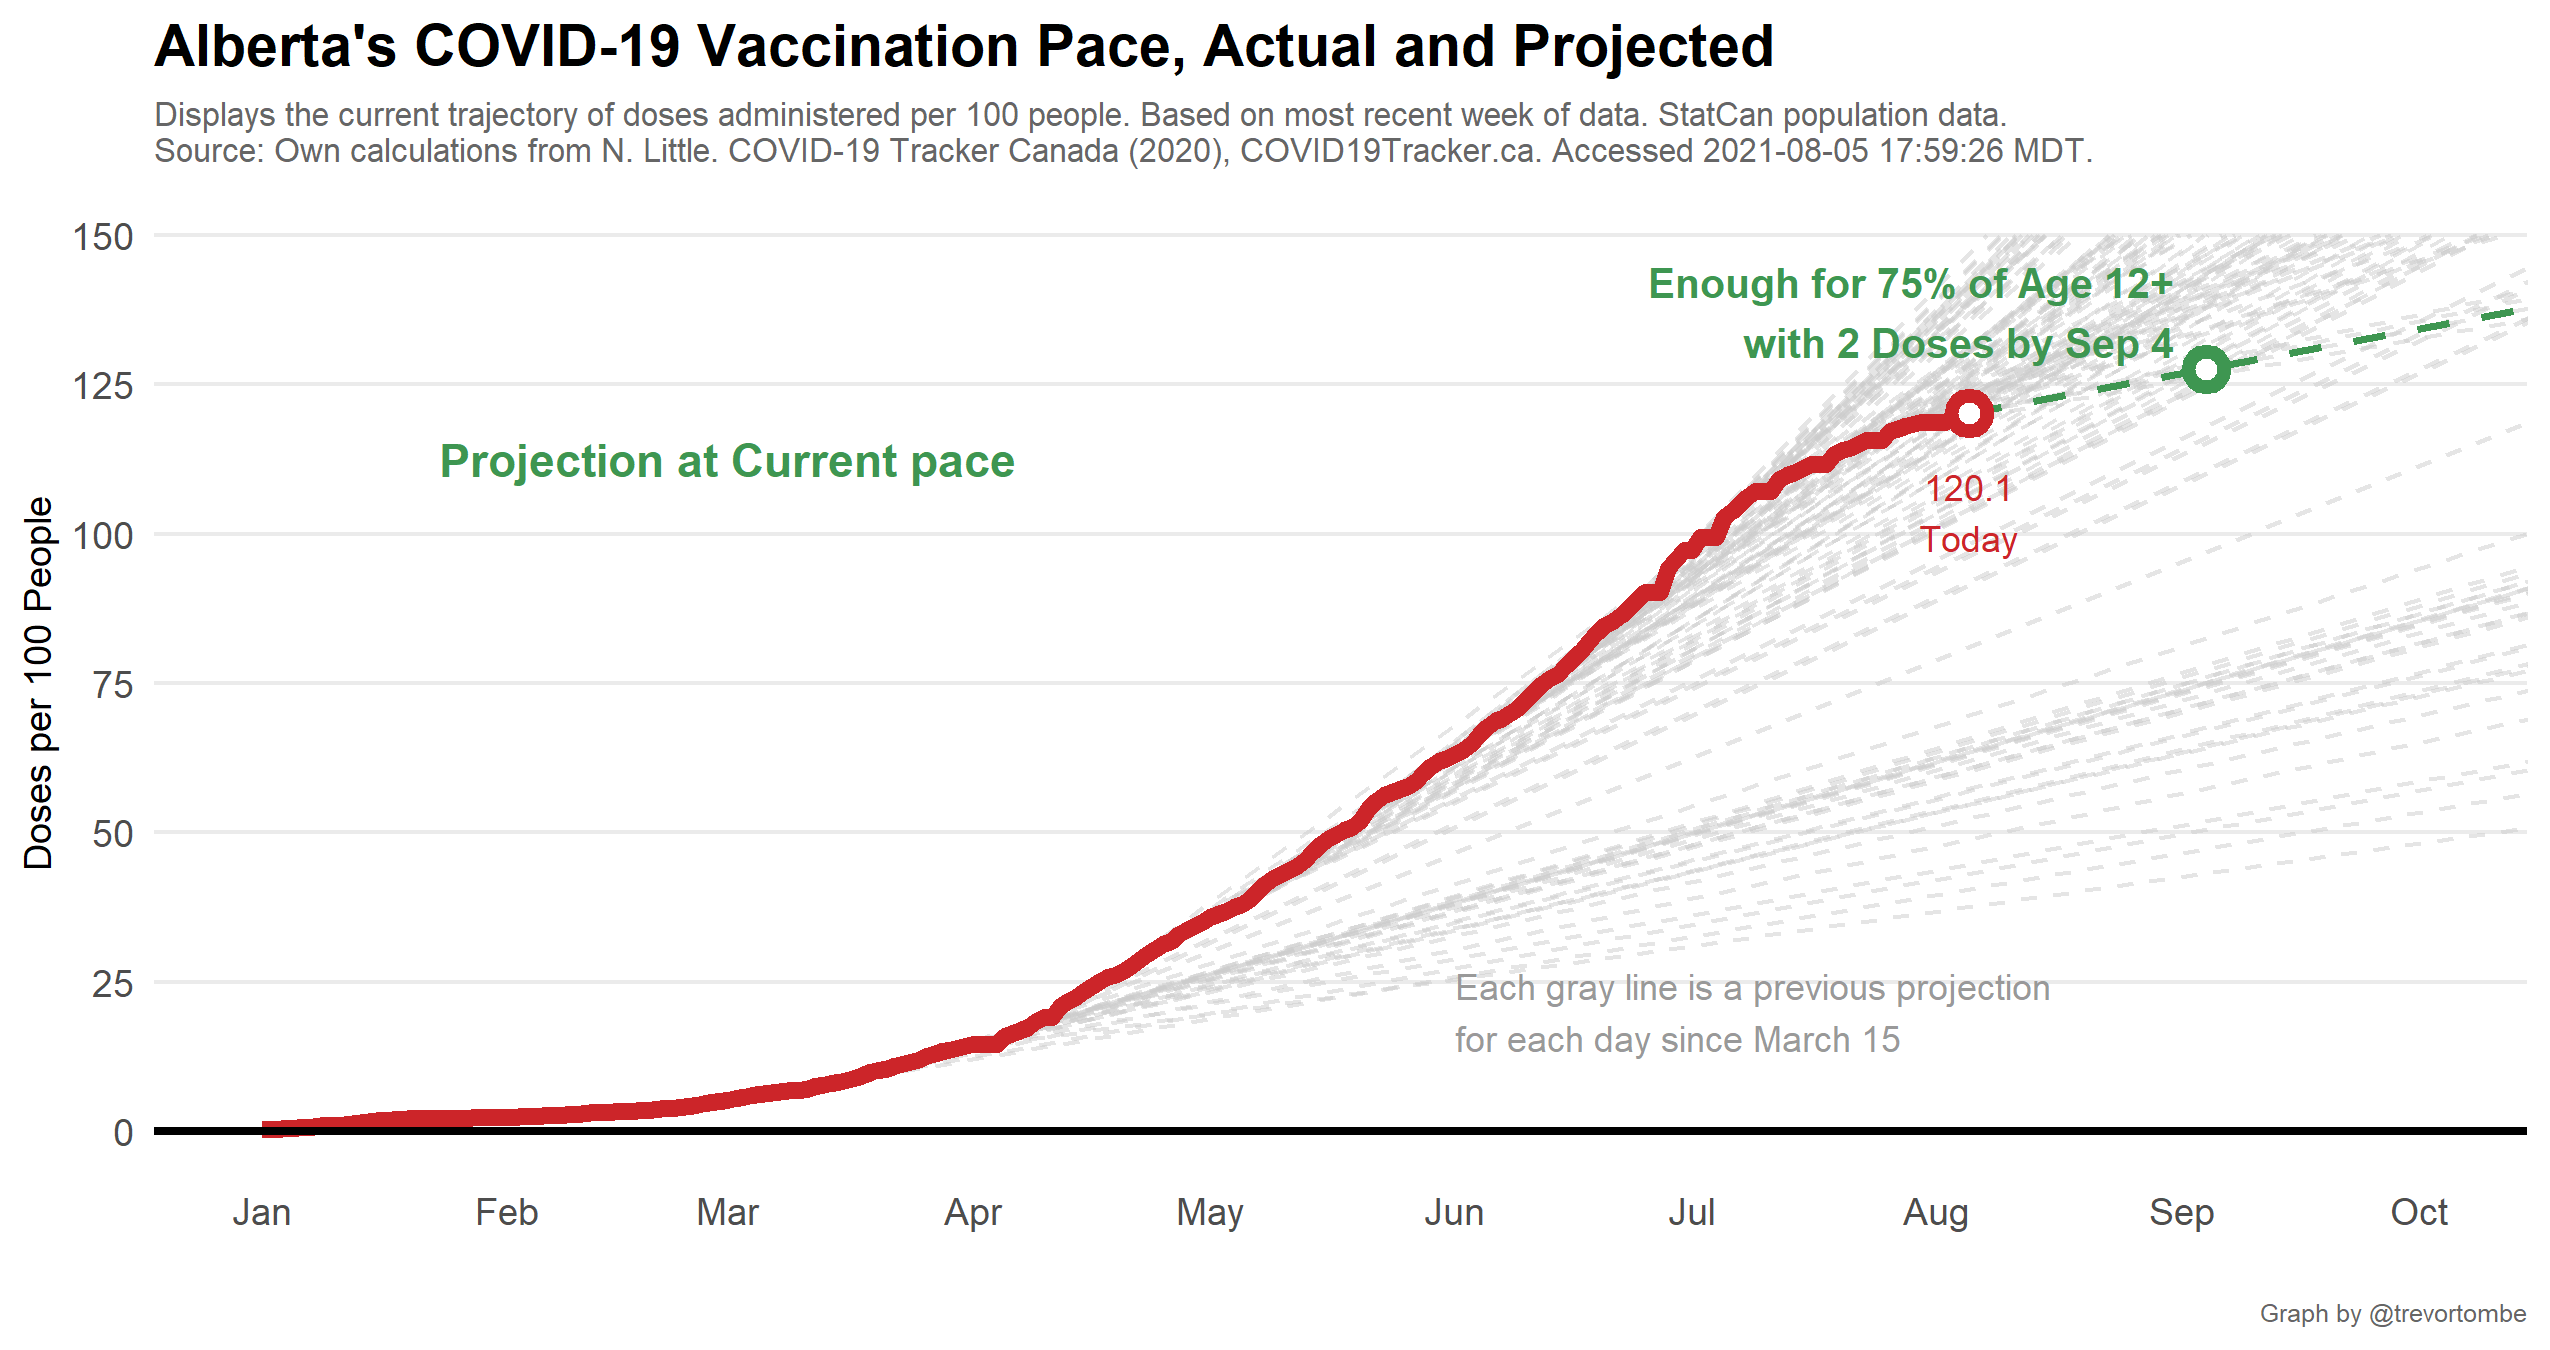 Alberta's COVID-19 Vaccination Pace, Actual and Projected
Displays the current trajectory of doses administered per 100 people. Based on most recent week of data. StatCan population data.
Source: Own calculations from N. Little. COVID-19 Tracker Canada (2020), COVID19Tracker.ca. Accessed 2021-08-05 17:59:26 MDT.
Doses per 100 People
150
125
100
75
50
25
0
Enough for 75% of Age 12+
with 2 Doses by Sep 4
Projection at Current pace
120.1
Today
Each gray line is a previous projection
for each day since March 15
Jan Feb Mar Apr May Jun Jul Aug Sep Oct
Graph by @trevortombe